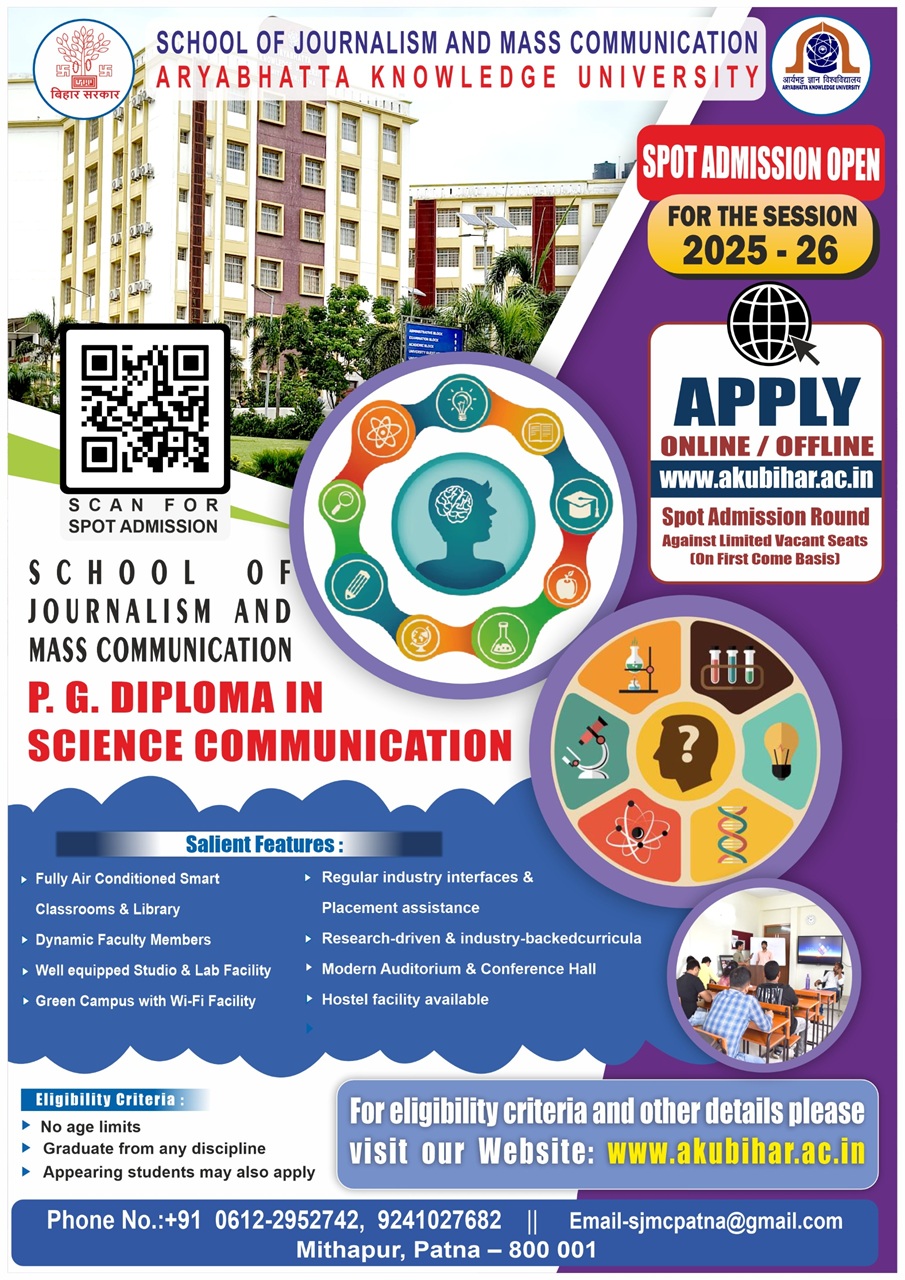 SCHOOL OF JOURNALISM AND MASS COMMUNICATION
ARYABHATTA KNOWLEDGE UNIVERSITY
बिहार सरकार
आर्यभट्ट ज्ञान विश्वविद्यालय
ARYABHATTA KNOWLEDGE UNIVERSITY
SPOT ADMISSION OPEN
FOR THE SESSION
2025 - 26
ADMINISTRATIVE BLOCK
EXAMINATION BLOCK
ACADEMIC BLOCK
APPLY
ONLINE / OFFLINE
www.akubihar.ac.in
Spot Admission Round
Against Limited Vacant Seats
(On First Come Basis)
SCAN FOR
SPOT ADMISSION
SCHOOL OF
JOURNALISM AND
MASS COMMUNICATION
P. G. DIPLOMA IN
SCIENCE COMMUNICATION
?
Salient Features :
Fully Air Conditioned Smart
Classrooms & Library
Dynamic Faculty Members
Well equipped Studio & Lab Facility
Green Campus with Wi-Fi Facility
Regular industry interfaces &
Placement assistance
Research-driven & industry-backedcurricula
Modern Auditorium & Conference Hall
Hostel facility available
Eligibility Criteria :
No age limits
Graduate from any discipline
Appearing students may also apply
For eligibility criteria and other details please
visit our Website: www.akubihar.ac.in
Phone No.:+91 0612-2952742, 9241027682 || Email-sjmcpatna@gmail.com
Mithapur, Patna – 800 001